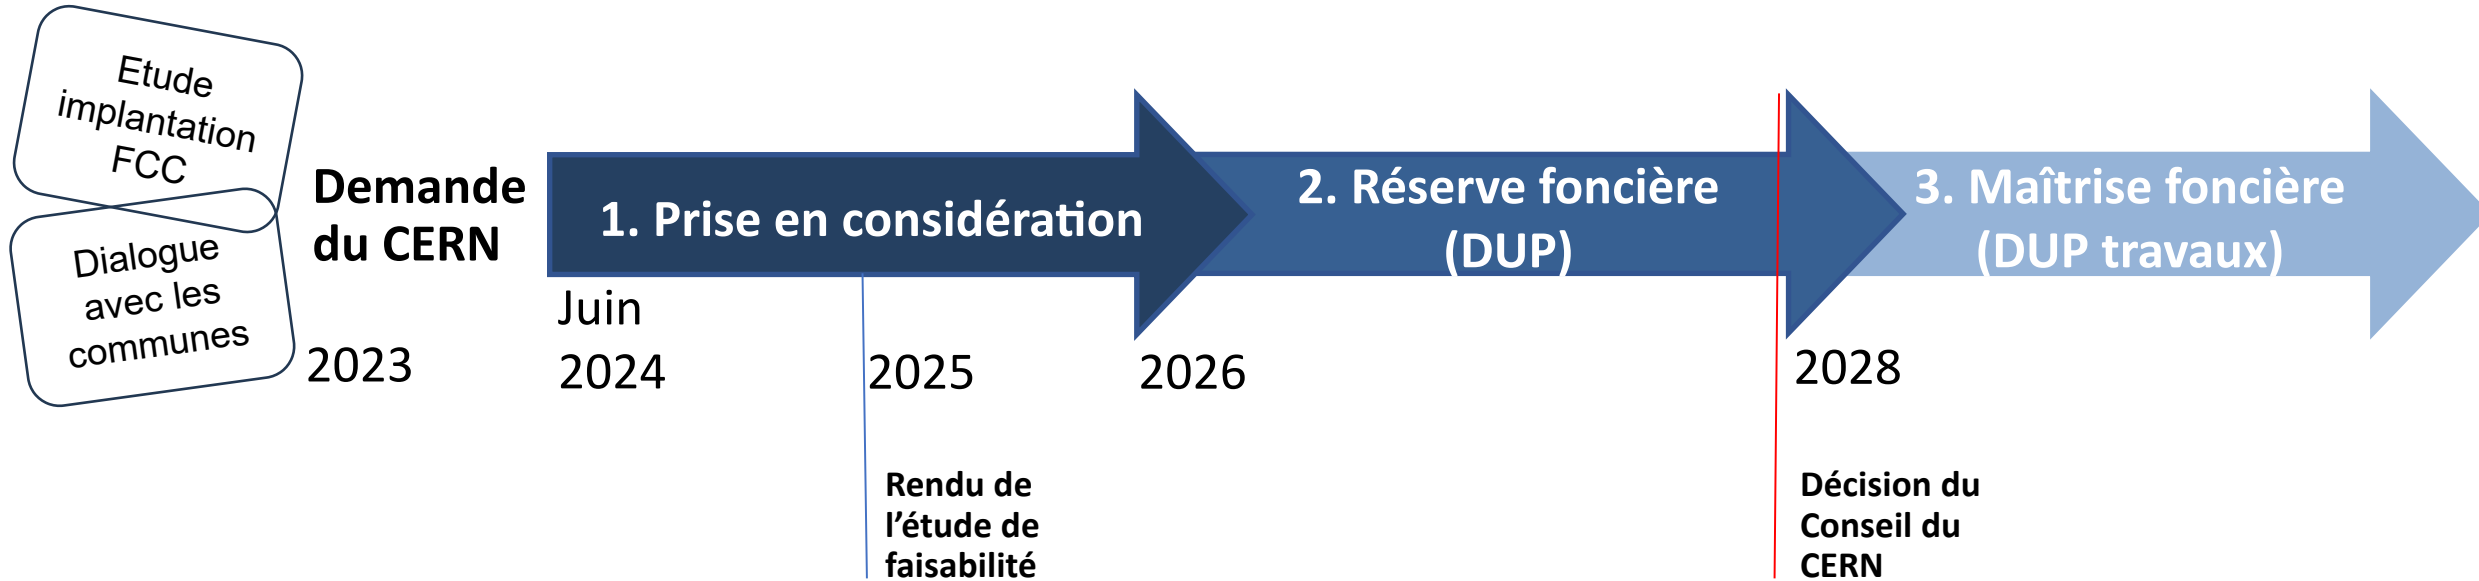 Etude
implantation
FCC
Dialogue
avec les
communes
Demande
du CERN
2023
1. Prise en considération
Juin
2024
2025
2026
Rendu de
l’étude de
faisabilité
2. Réserve foncière
(DUP)
2028
Décision du
Conseil du
CERN
3. Maîtrise foncière
(DUP travaux)